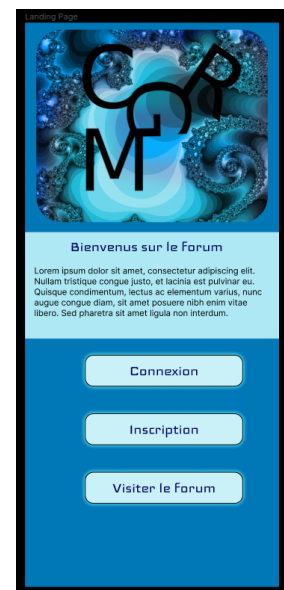 Landing Page
C
O
R
G
M
Bienvenus sur le forum
Lorem ipsum dolor sit amet, consectetur adipiscing elit.
Nullam tristique congue justo, et lacinia est pulvinar eu.
Quisque condimentum, lectus ac elementum varius, nunc
augue congue diam, sit amet posuere nibh enim vitae
libero. Sed pharetra sit amet ligula non interdum.
Connexion
Inscription
Visiter le forum